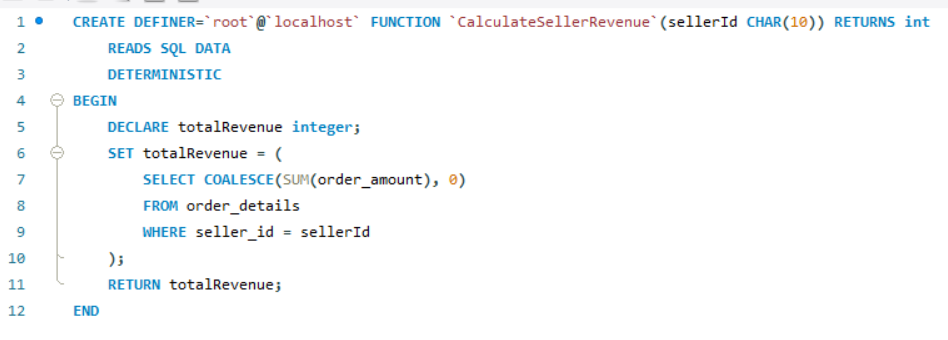 1 CREATE DEFINER=`root`@`localhost` FUNCTION `CalculateSellerRevenue`(sellerId CHAR(10)) RETURNS int
2 READS SQL DATA
3 DETERMINISTIC
4 BEGIN
5 DECLARE totalRevenue integer;
6 SET totalRevenue = (
7 SELECT COALESCE(SUM(order_amount), 0)
8 FROM order_details
9 WHERE seller_id = sellerId
10 );
11 RETURN totalRevenue;
12 END